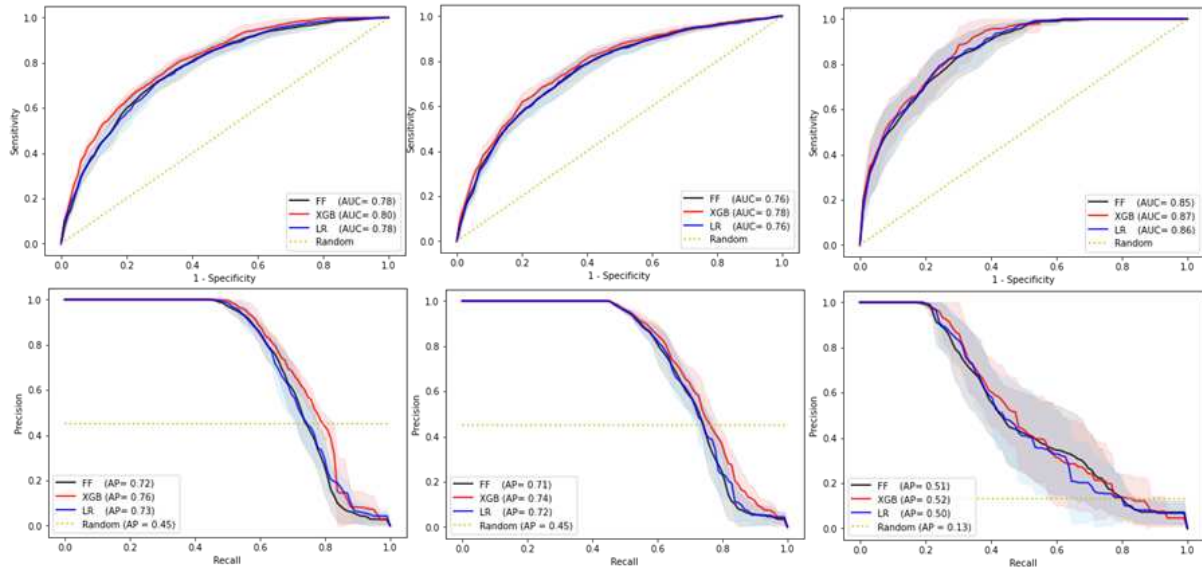 1.0
0.8
0.6
0.4
0.2
0.0
Sensitivity
0.0 0.2 0.4 0.6 0.8 1.0
1 - Specificity
FF (AUC= 0.78)
XGB (AUC= 0.80)
LR (AUC= 0.78)
Random
1.0
0.8
0.6
0.4
0.2
0.0
Sensitivity
0.0 0.2 0.4 0.6 0.8 1.0
1 - Specificity
FF (AUC= 0.76)
XGB (AUC= 0.78)
LR (AUC= 0.76)
Random
1.0
0.8
0.6
0.4
0.2
0.0
Sensitivity
0.0 0.2 0.4 0.6 0.8 1.0
1 - Specificity
FF (AUC= 0.85)
XGB (AUC= 0.87)
LR (AUC= 0.86)
Random
1.0
0.8
0.6
0.4
0.2
0.0
Precision
0.0 0.2 0.4 0.6 0.8 1.0
Recall
FF (AP= 0.72)
XGB (AP= 0.76)
LR (AP= 0.73)
Random (AP = 0.45)
1.0
0.8
0.6
0.4
0.2
0.0
Precision
0.0 0.2 0.4 0.6 0.8 1.0
Recall
FF (AP= 0.71)
XGB (AP= 0.74)
LR (AP= 0.72)
Random (AP = 0.45)
1.0
0.8
0.6
0.4
0.2
0.0
Precision
0.0 0.2 0.4 0.6 0.8 1.0
Recall
FF (AP= 0.51)
XGB (AP= 0.52)
LR (AP= 0.50)
Random (AP = 0.13)